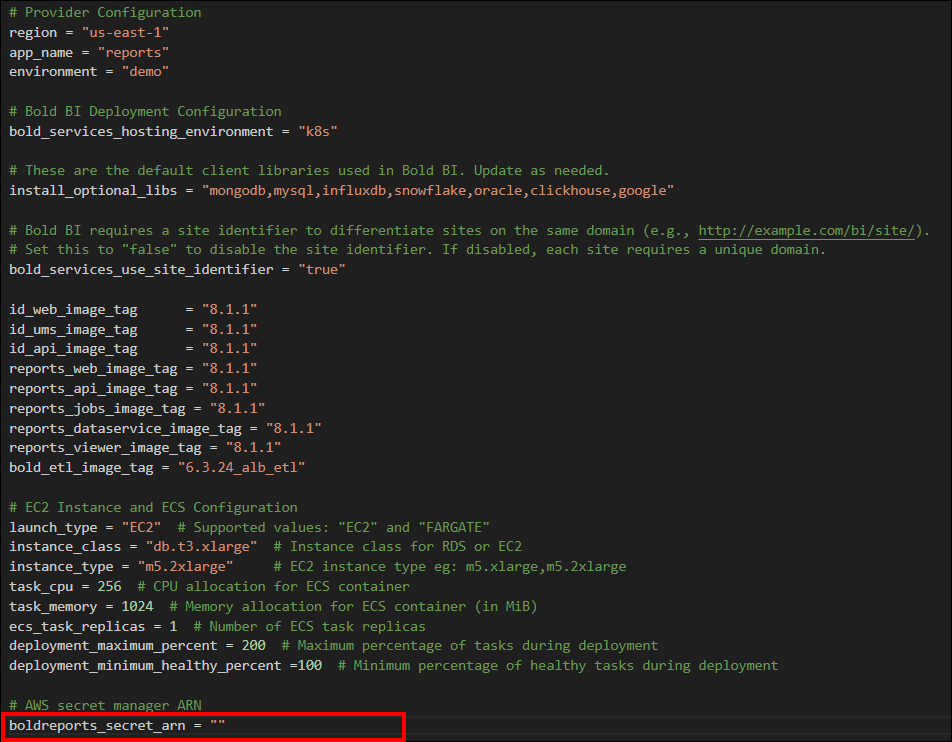 # Provider Configuration
region = "us-east-1"
app_name = "reports"
environment = "demo"
# Bold BI Deployment Configuration
bold_services_hosting_environment = "k8s"
# These are the default client libraries used in Bold BI. Update as needed.
install_optional_libs = "mongodb,mysql,influxdb,snowflake,oracle,clickhouse,google"
# Bold BI requires a site identifier to differentiate sites on the same domain (e.g., http://example.com/bi/site/).
# Set this to "false" to disable the site identifier. If disabled, each site requires a unique domain.
bold_services_use_site_identifier = "true"
id_web_image_tag      = "8.1.1"
id_ums_image_tag      = "8.1.1"
id_api_image_tag      = "8.1.1"
reports_web_image_tag = "8.1.1"
reports_api_image_tag = "8.1.1"
reports_jobs_image_tag = "8.1.1"
reports_dataservice_image_tag = "8.1.1"
reports_viewer_image_tag = "8.1.1"
bold_etl_image_tag = "6.3.24_alb_etl"
# EC2 Instance and ECS Configuration
launch_type = "EC2"  # Supported values: "EC2" and "FARGATE"
instance_class = "db.t3.xlarge"  # Instance class for RDS or EC2
instance_type = "m5.2xlarge"     # EC2 instance type eg: m5.xlarge,m5.2xlarge
task_cpu = 256  # CPU allocation for ECS container
task_memory = 1024  # Memory allocation for ECS container (in MiB)
ecs_task_replicas = 1  # Number of ECS task replicas
deployment_maximum_percent = 200  # Maximum percentage of tasks during deployment
deployment_minimum_healthy_percent =100  # Minimum percentage of healthy tasks during deployment
# AWS secret manager ARN
boldreports_secret_arn = ""